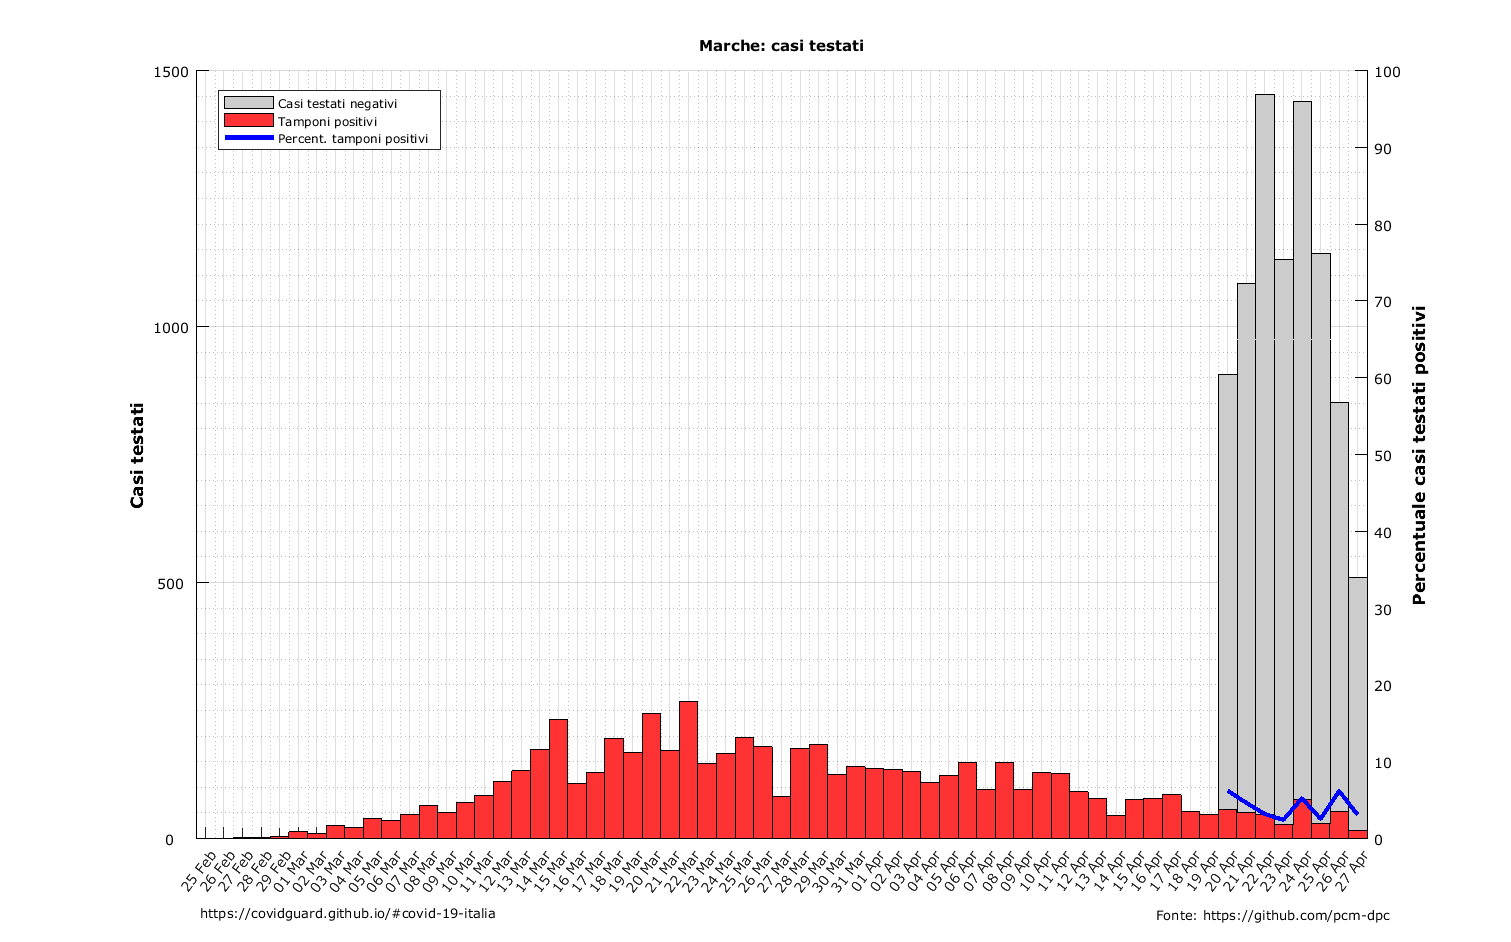 Marche: casi testati
Casi testati negativi
Tamponi positivi
Percent. tamponi positivi
1500
1000
500
0
Casi testati
100
90
80
70
60
50
40
30
20
10
0
Percentuale casi testati positivi
25 Feb
26 Feb
27 Feb
28 Feb
29 Feb
01 Mar
02 Mar
03 Mar
04 Mar
05 Mar
06 Mar
07 Mar
08 Mar
09 Mar
10 Mar
11 Mar
12 Mar
13 Mar
14 Mar
15 Mar
16 Mar
17 Mar
18 Mar
19 Mar
20 Mar
21 Mar
22 Mar
23 Mar
24 Mar
25 Mar
26 Mar
27 Mar
28 Mar
29 Mar
30 Mar
31 Mar
01 Apr
02 Apr
03 Apr
04 Apr
05 Apr
06 Apr
07 Apr
08 Apr
09 Apr
10 Apr
11 Apr
12 Apr
13 Apr
14 Apr
15 Apr
16 Apr
17 Apr
18 Apr
19 Apr
20 Apr
21 Apr
22 Apr
23 Apr
24 Apr
25 Apr
26 Apr
27 Apr
https://covidguard.github.io/#covid-19-italia
Fonte: https://github.com/pcm-dpc